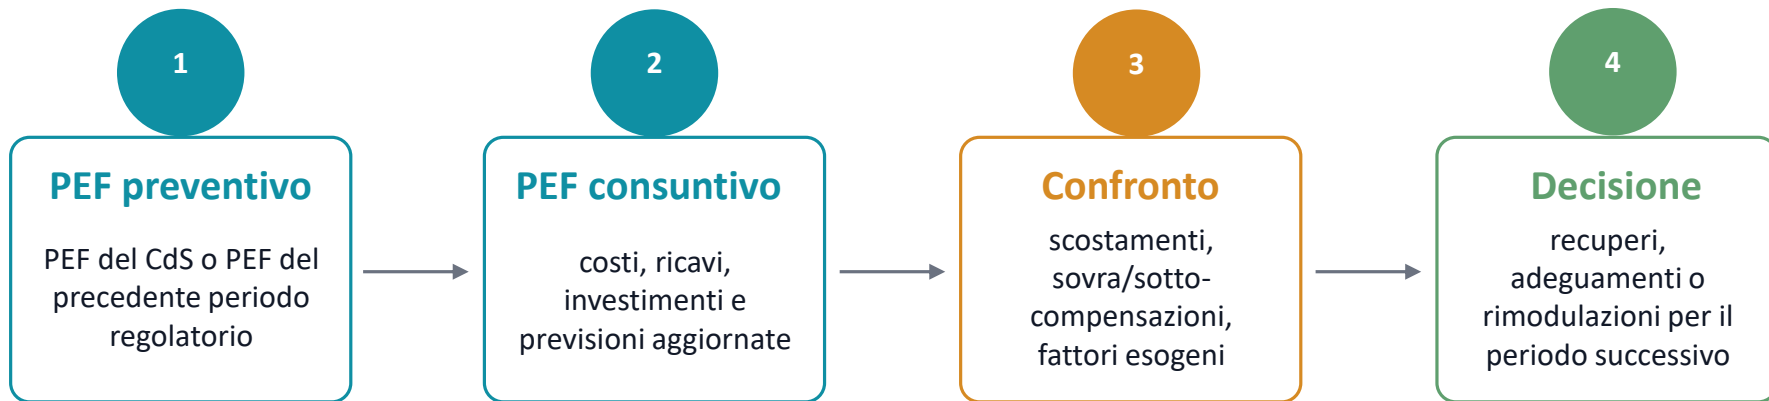 1
PEF preventivo
PEF del CdS o PEF del
precedente periodo
regolatorio
2
PEF consuntivo
costi, ricavi,
investimenti e
previsioni aggiornate
3
Confronto
scostamenti,
sovra/sotto-
compensazioni,
fattori esogeni
4
Decisione
recuperi,
adeguamenti o
rimodulazioni per il
periodo successivo